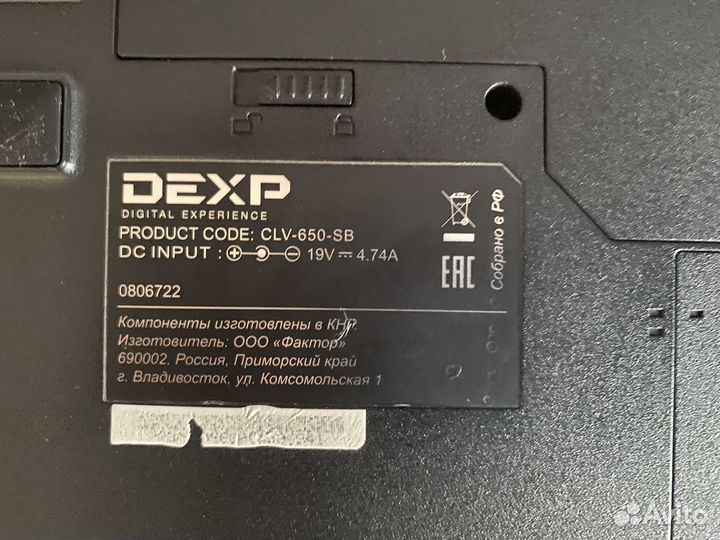 DEXP
DIGITAL EXPERIENCE
PRODUCT CODE: CLV-650-SB
DC INPUT : 19V 4.74A
0806722
Компоненты изготовлены в КНР.
Изготовитель: ООО «Фактор»
690002, Россия, Приморский край
г. Владивосток, ул. Комсомольская 1
EAC
Собрано в РФ
Avito